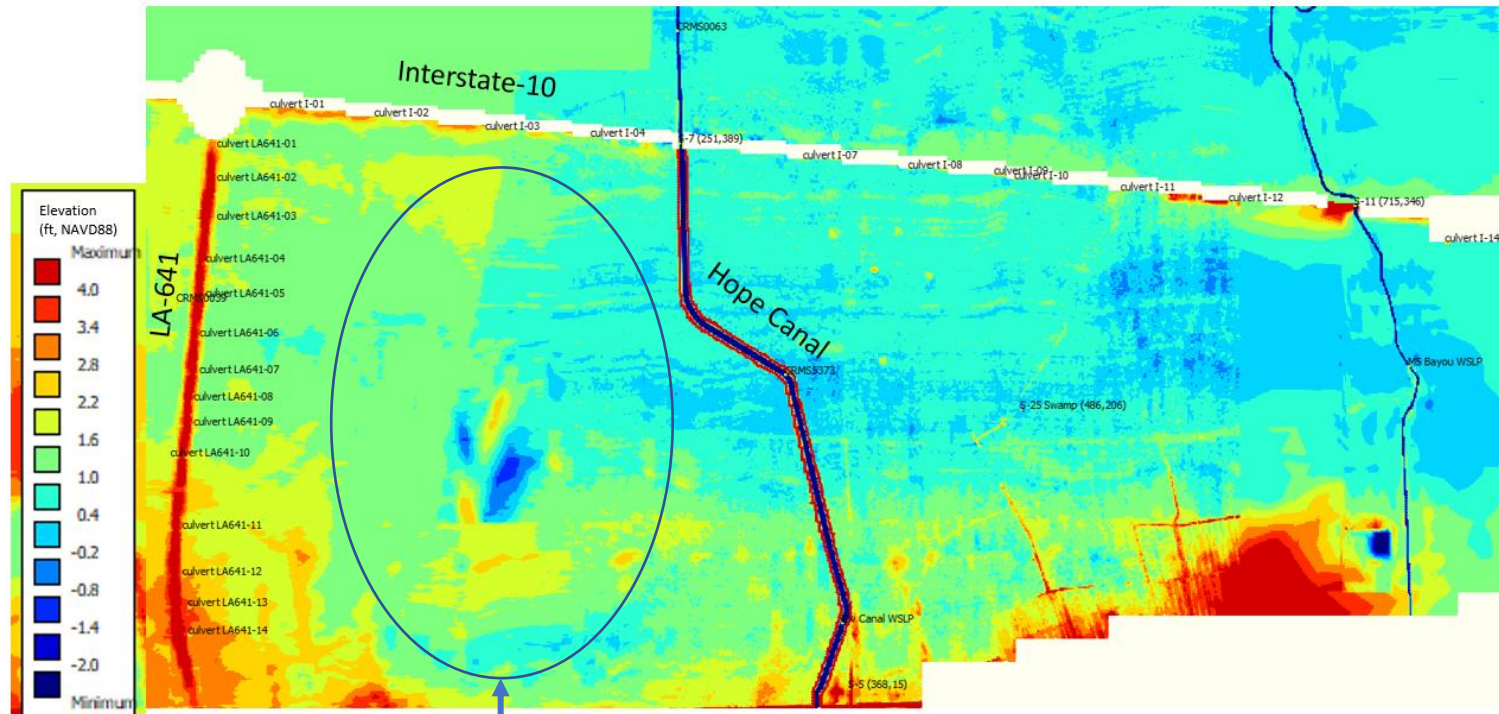 CRMS0063
Interstate-10
culvert I-01
culvert I-02
culvert I-03
culvert I-04
S-7 (251,389)
culvert I-07
culvert I-08
culvert I-09
culvert I-10
culvert I-11
culvert I-12
S-11 (715,346)
culvert I-14
culvert LA641-01
culvert LA641-02
culvert LA641-03
culvert LA641-04
CRMS0039
culvert LA641-05
culvert LA641-06
culvert LA641-07
culvert LA641-08
culvert LA641-09
culvert LA641-10
culvert LA641-11
culvert LA641-12
culvert LA641-13
culvert LA641-14
LA-641
Hope Canal
CRMS5373
MS Bayou WSLP
S-25 Swamp (486,206)
Canal WSLP
S-5 (368,15)
Elevation
(ft, NAVD88)
Maximum
4.0
3.4
2.8
2.2
1.6
1.0
0.4
-0.2
-0.8
-1.4
-2.0
Minimum